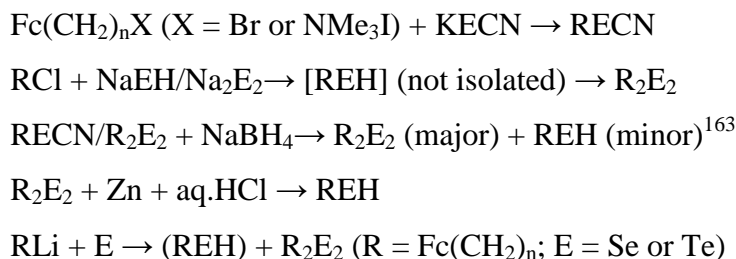 Fc(CH₂)ₙX (X = Br or NMe₃I) + KECN → RECN
RCl + NaEH/Na₂E₂→ [REH] (not isolated) → R₂E₂
RECN/R₂E₂ + NaBH₄→ R₂E₂ (major) + REH (minor)¹⁶³
R₂E₂ + Zn + aq.HCl → REH
RLi + E → (REH) + R₂E₂ (R = Fc(CH₂)ₙ; E = Se or Te)